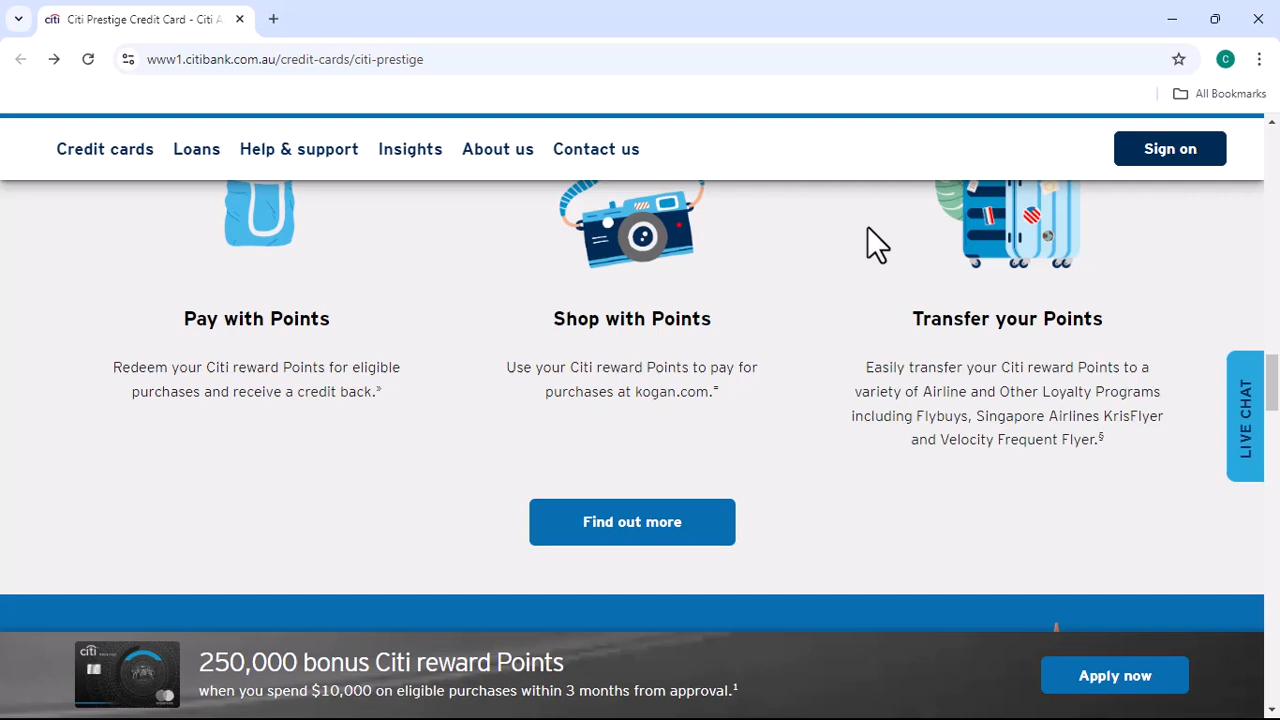 citi Citi Prestige Credit Card - Citi A
www1.citibank.com.au/credit-cards/citi-prestige
C
All Bookmarks
Credit cards Loans Help & support Insights About us Contact us Sign on
Pay with Points
Redeem your Citi reward Points for eligible
purchases and receive a credit back.»
Shop with Points
Use your Citi reward Points to pay for
purchases at kogan.com.=
Transfer your Points
Easily transfer your Citi reward Points to a
variety of Airline and Other Loyalty Programs
including Flybuys, Singapore Airlines KrisFlyer
and Velocity Frequent Flyer.§
LIVE CHAT
Find out more
citi
250,000 bonus Citi reward Points
when you spend $10,000 on eligible purchases within 3 months from approval.1
Apply now